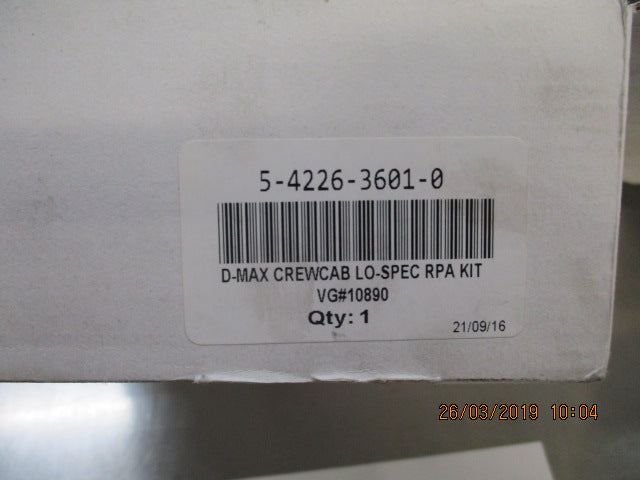 5-4226-3601-0
D-MAX CREWCAB LO-SPEC RPA KIT
VG#10890
Qty: 1
21/09/16
26/03/2019 10:04